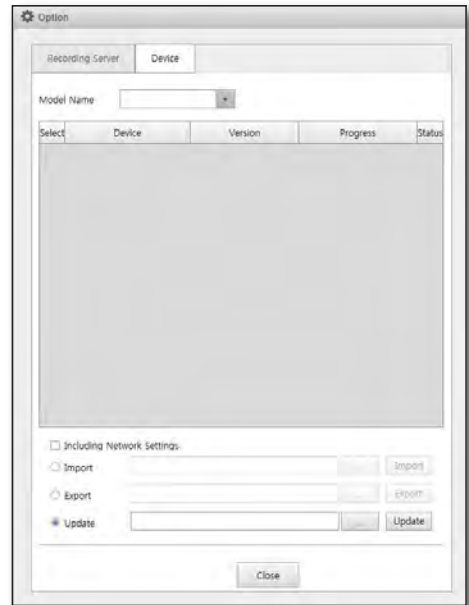 Option
Recording Server Device
Model Name
Select Device Version Progress Status
Including Network Settings
Import ... Import
Export ... Export
Update ... Update
Close